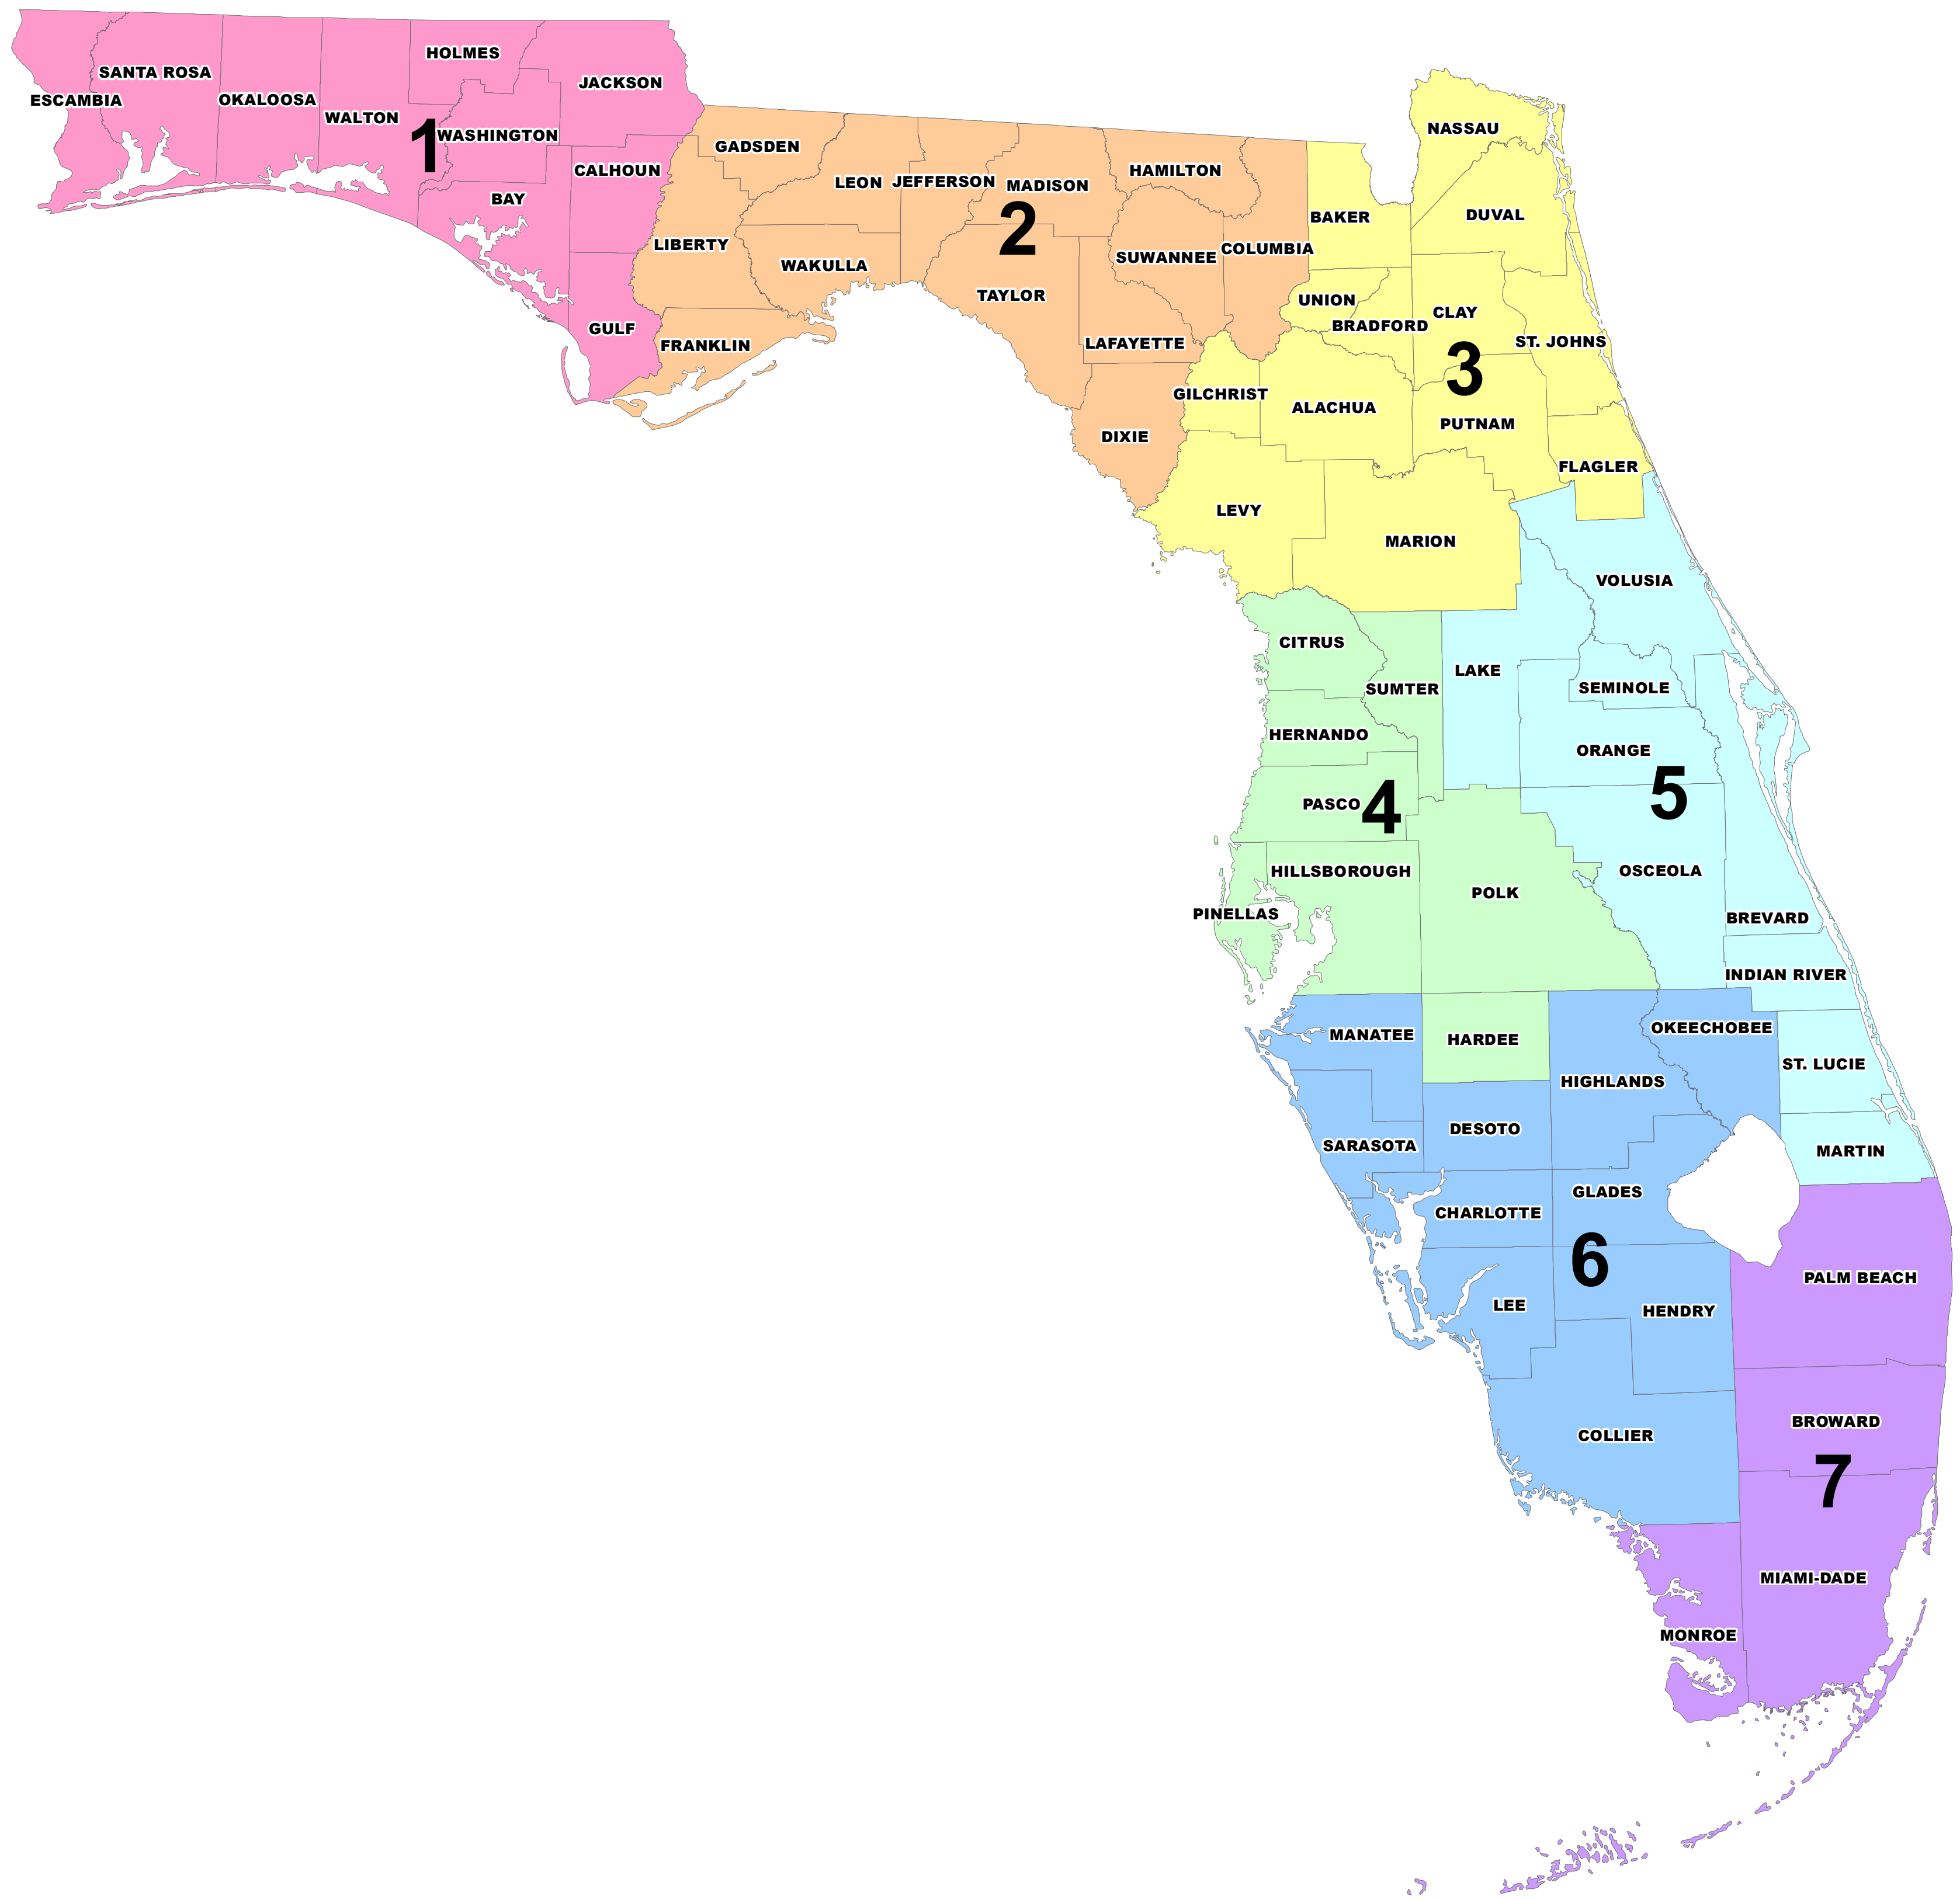 HOLMES
SANTA ROSA
JACKSON
ESCAMBIA
OKALOOSA
WALTON
1
WASHINGTON
CALHOUN
BAY
GULF
GADSDEN
LEON
JEFFERSON
MADISON
HAMILTON
2
LIBERTY
WAKULLA
SUWANNEE
COLUMBIA
TAYLOR
FRANKLIN
LAFAYETTE
DIXIE
NASSAU
DUVAL
BAKER
UNION
CLAY
BRADFORD
ST. JOHNS
3
GILCHRIST
ALACHUA
PUTNAM
FLAGLER
LEVY
MARION
VOLUSIA
CITRUS
LAKE
SUMTER
SEMINOLE
HERNANDO
ORANGE
PASCO
4
5
HILLSBOROUGH
OSCEOLA
POLK
PINELLAS
BREVARD
INDIAN RIVER
MANATEE
HARDEE
OKEECHOBEE
ST. LUCIE
HIGHLANDS
DESOTO
SARASOTA
MARTIN
GLADES
CHARLOTTE
6
PALM BEACH
LEE
HENDRY
BROWARD
COLLIER
7
MIAMI-DADE
MONROE